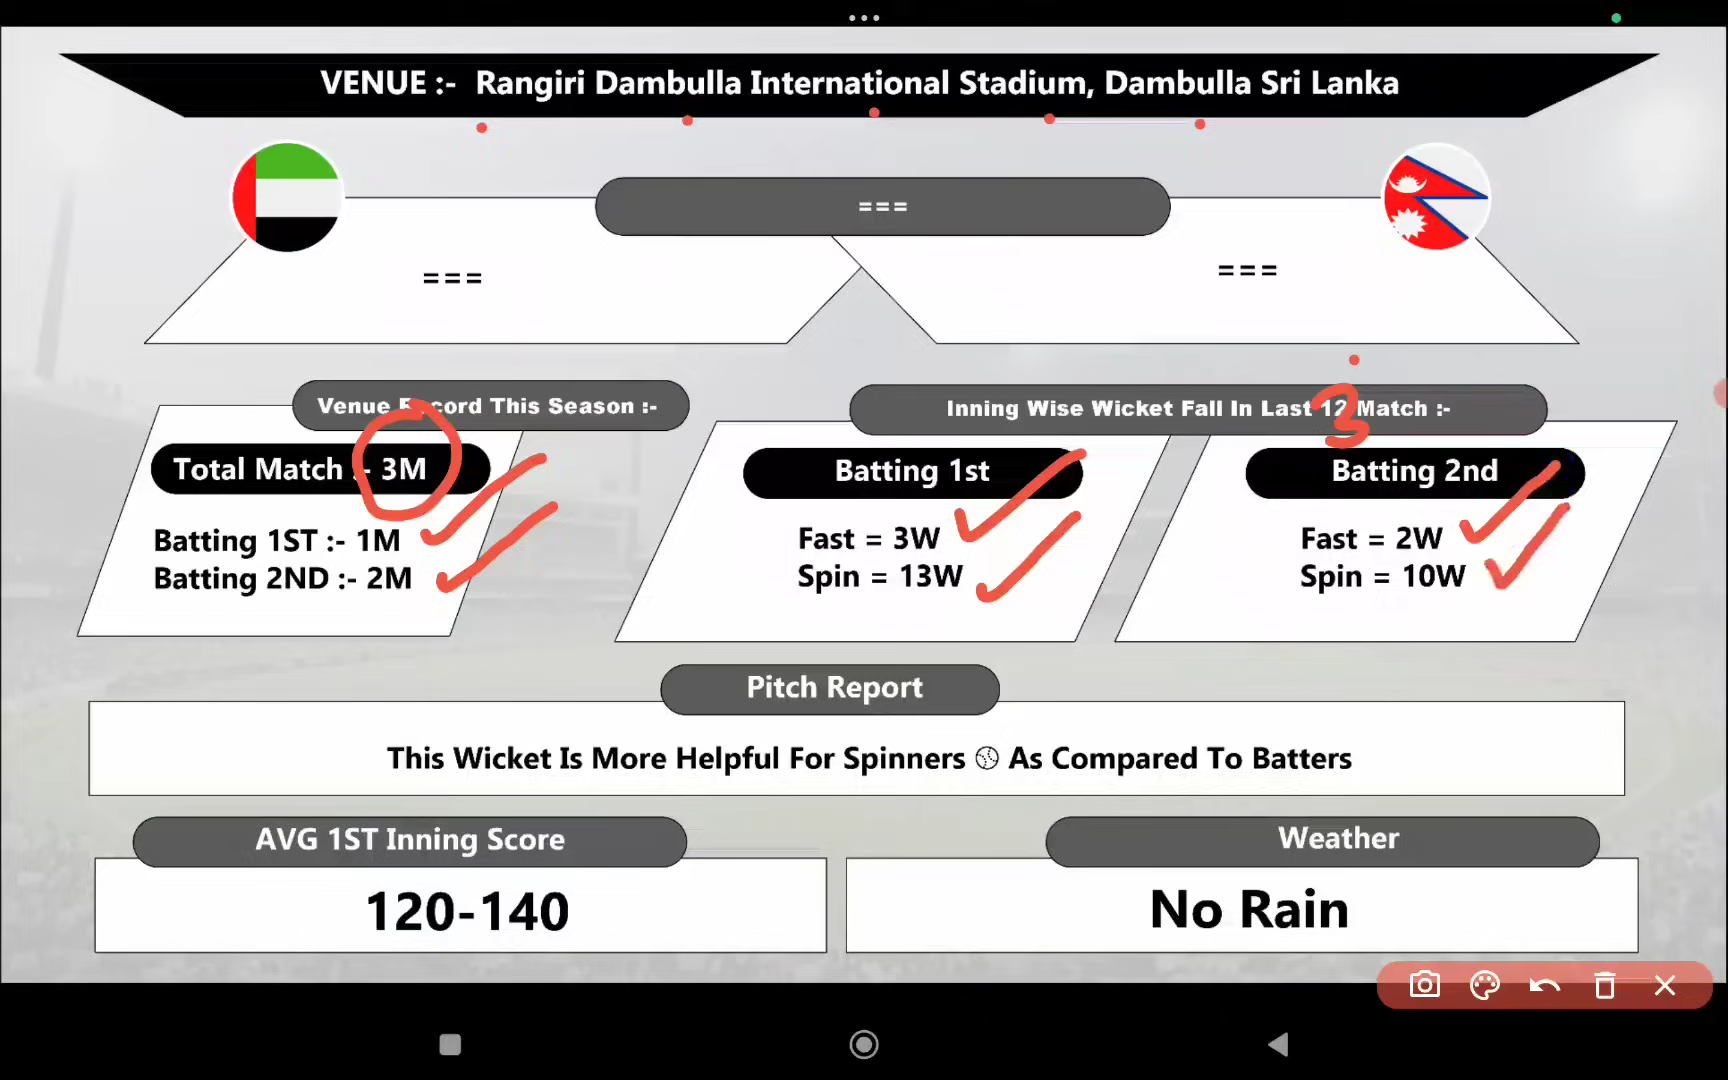 VENUE :-  Rangiri Dambulla International Stadium, Dambulla Sri Lanka
===
===
===
Venue Record This Season :-
Total Match :- 3M
Batting 1ST :- 1M
Batting 2ND :- 2M
Inning Wise Wicket Fall In Last 12 Match :-
3
Batting 1st
Fast = 3W
Spin = 13W
Batting 2nd
Fast = 2W
Spin = 10W
Pitch Report
This Wicket Is More Helpful For Spinners As Compared To Batters
AVG 1ST Inning Score
120-140
Weather
No Rain